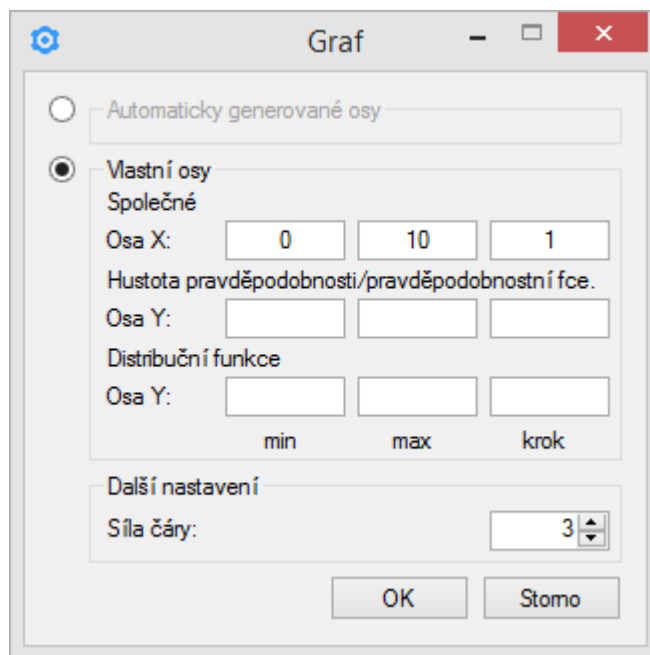 Graf
Automaticky generované osy
Vlastní osy
Společné
Osa X: 0 10 1
Hustota pravděpodobnosti/pravděpodobnostní fce.
Osa Y:
Distribuční funkce
Osa Y:
min max krok
Další nastavení
Síla čáry: 3
OK Storno